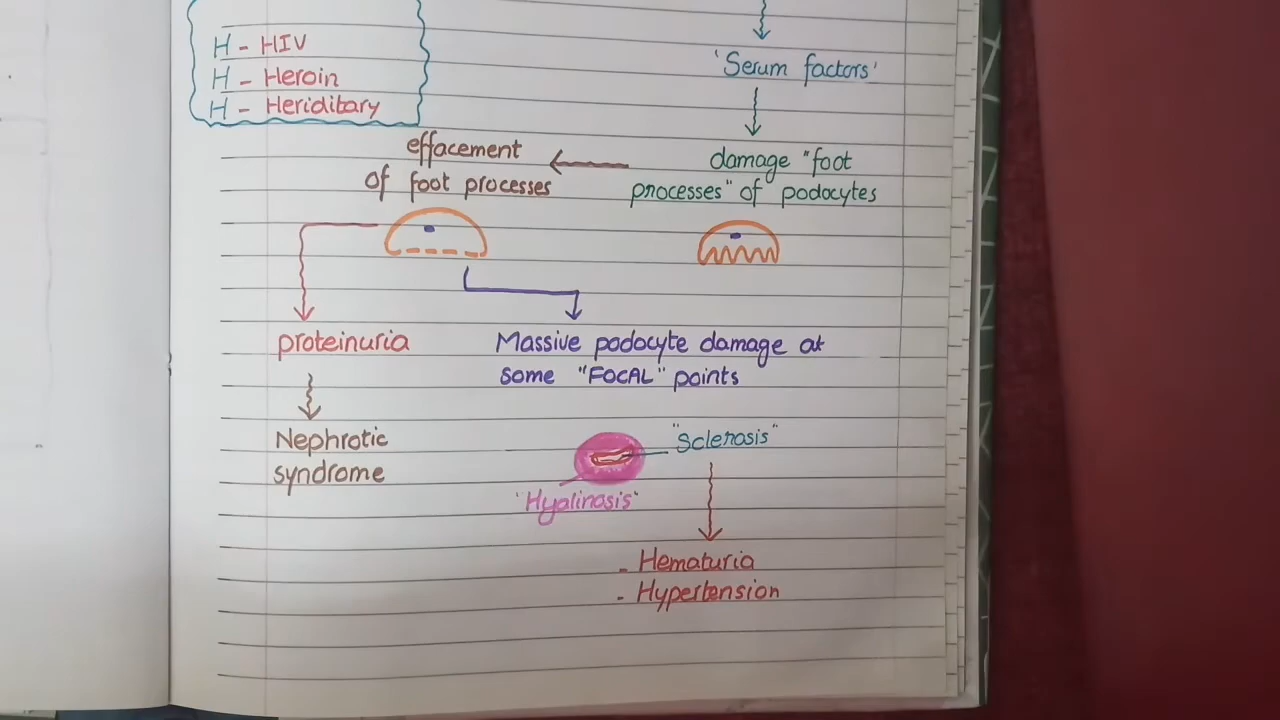 H - HIV
H - Heroin
H - Heriditary
'Serum factors'
damage "foot
processes" of podocytes
effacement
of foot processes
proteinuria
Nephrotic
syndrome
Massive podocyte damage at
some "FOCAL" points
"Sclerosis"
"Hyalinosis"
- Hematuria
- Hypertension